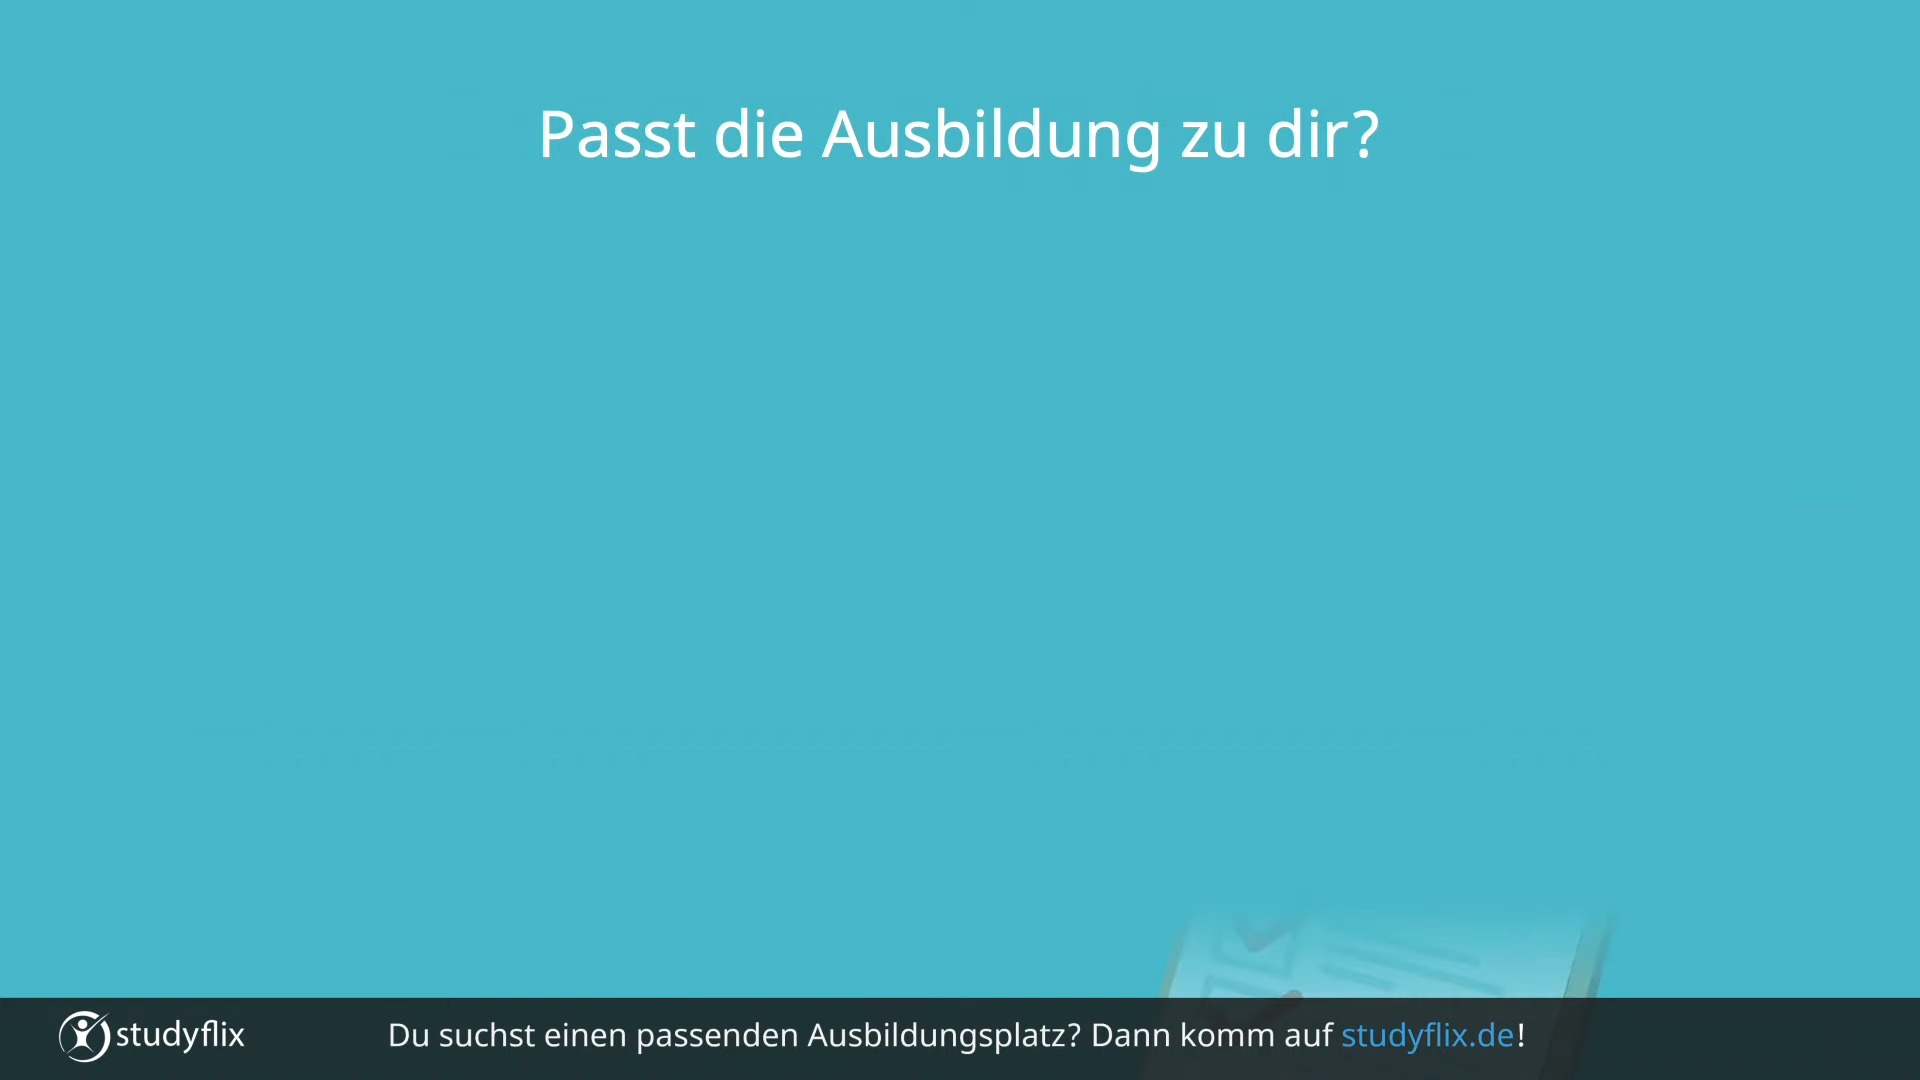 Passt die Ausbildung zu dir?
studyflix
Du suchst einen passenden Ausbildungsplatz? Dann komm auf studyflix.de!